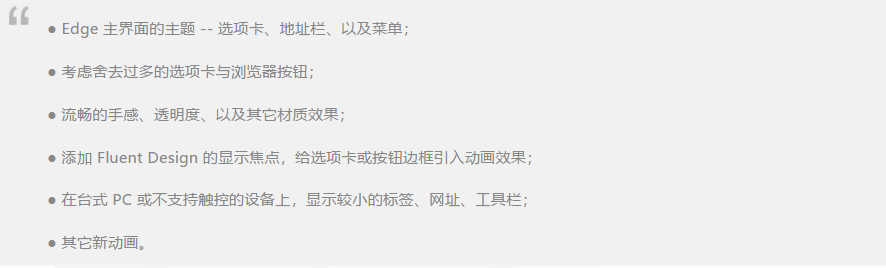 ● Edge 主界面的主题 -- 选项卡、地址栏、以及菜单;
● 考虑舍去过多的选项卡与浏览器按钮;
● 流畅的手感、透明度、以及其它材质效果;
● 添加 Fluent Design 的显示焦点，给选项卡或按钮边框引入动画效果;
● 在台式 PC 或不支持触控的设备上，显示较小的标签、网址、工具栏;
● 其它新动画。